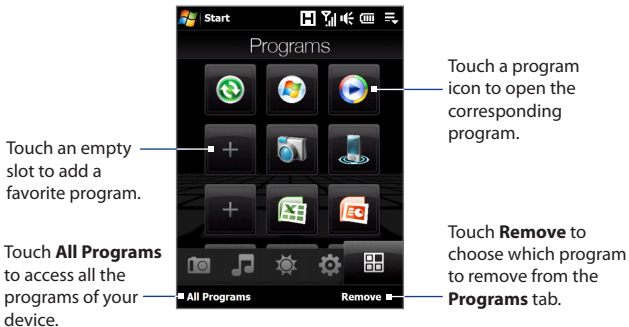 Start
Programs
Touch a program
icon to open the
corresponding
program.
Touch an empty
slot to add a
favorite program.
Touch All Programs
to access all the
programs of your
device.
Touch Remove to
choose which program
to remove from the
Programs tab.
All Programs
Remove